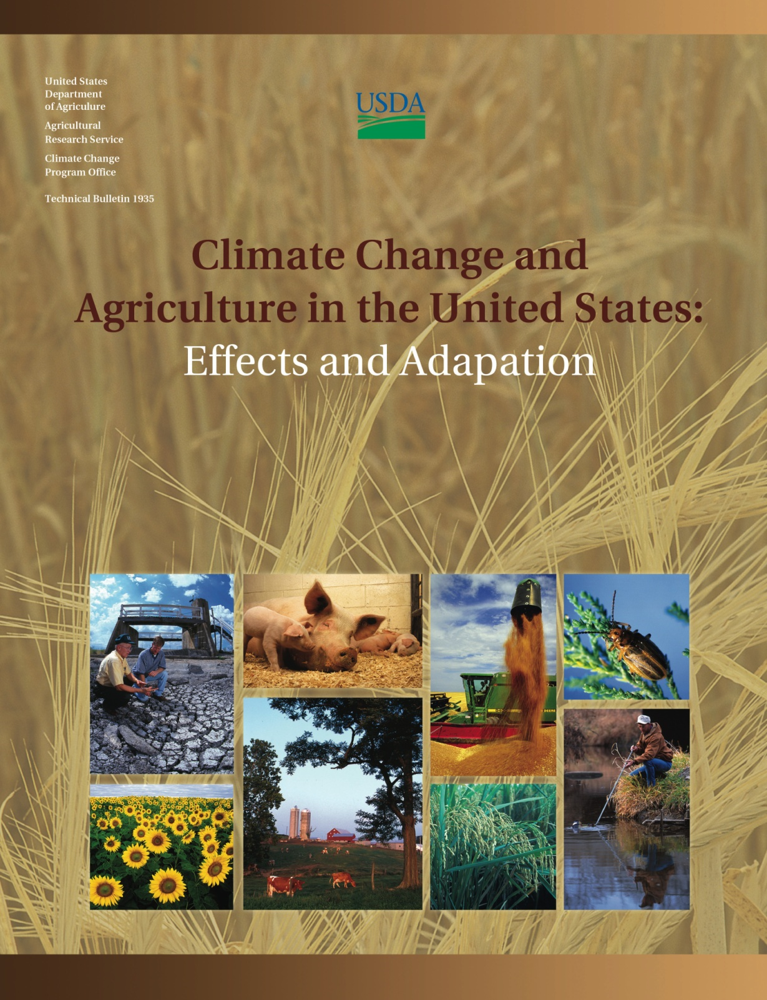 United States
Department
of Agriculure
Agricultural
Research Service
Climate Change
Program Office
Technical Bulletin 1935
USDA
Climate Change and
Agriculture in the United States:
Effects and Adapation
DEERE